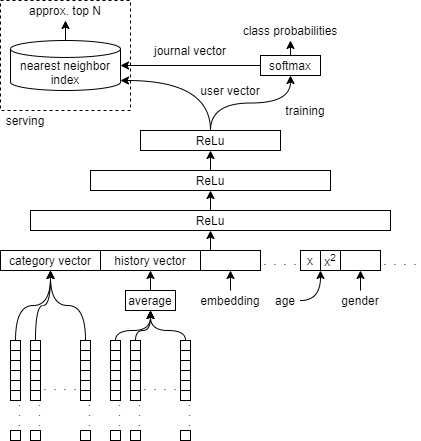 approx. top N
class probabilities
journal vector
nearest neighbor
index
softmax
user vector
training
serving
ReLu
ReLu
ReLu
category vector
history vector
x
x²
average
embedding
age
gender